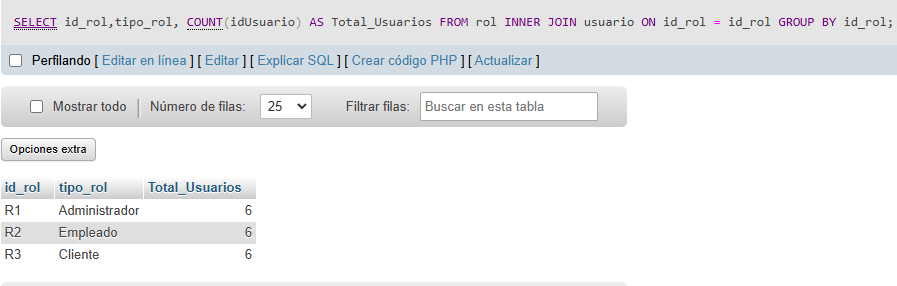 SELECT id_rol,tipo_rol, COUNT(idUsuario) AS Total_Usuarios FROM rol INNER JOIN usuario ON id_rol = id_rol GROUP BY id_rol;
Perfilando [ Editar en línea ] [ Editar ] [ Explicar SQL ] [ Crear código PHP ] [ Actualizar ]
Mostrar todo Número de filas: 25 Filtrar filas: Buscar en esta tabla
Opciones extra
id_rol tipo_rol Total_Usuarios
R1 Administrador 6
R2 Empleado 6
R3 Cliente 6